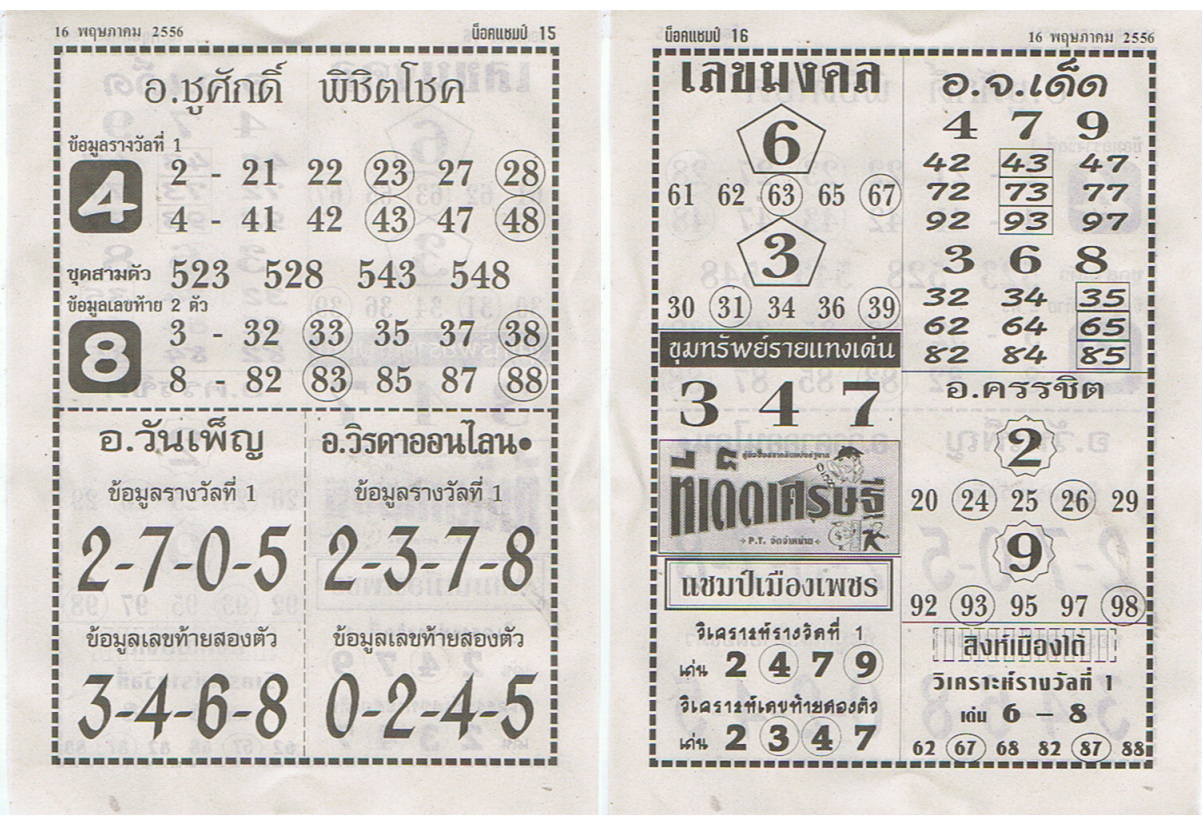 16 พฤษภาคม 2556
น็อคแชมป์ 15
อ.ชูศักดิ์ พิชิตโชค
ข้อมูลรางวัลที่ 1
4
2 - 21 22 23 27 28
4 - 41 42 43 47 48
ชุดสามตัว 523 528 543 548
ข้อมูลเลขท้าย 2 ตัว
8
3 - 32 33 35 37 38
8 - 82 83 85 87 88
อ.วันเพ็ญ
ข้อมูลรางวัลที่ 1
2-7-0-5
ข้อมูลเลขท้ายสองตัว
3-4-6-8
อ.วิรดาออนไลน์
ข้อมูลรางวัลที่ 1
2-3-7-8
ข้อมูลเลขท้ายสองตัว
0-2-4-5
น็อคแชมป์ 16
16 พฤษภาคม 2556
เลขมงคล
6
61 62 63 65 67
3
30 31 34 36 39
ขุมทรัพย์รายแทงเด่น
3 4 7
ที่เด็ดเศรษฐี
P.T. จัดจำหน่าย
แชมป์เมืองเพชร
วิเคราะห์รางวัลที่ 1
เด่น 2 4 7 9
วิเคราะห์เลขท้ายสองตัว
เด่น 2 3 4 7
อ.จ.เด็ด
4 7 9
42 43 47
72 73 77
92 93 97
3 6 8
32 34 35
62 64 65
82 84 85
อ.ครรชิต
2
20 24 25 26 29
9
92 93 95 97 98
สิงห์เมืองใต้
วิเคราะห์รางวัลที่ 1
เด่น 6 - 8
62 67 68 82 87 88